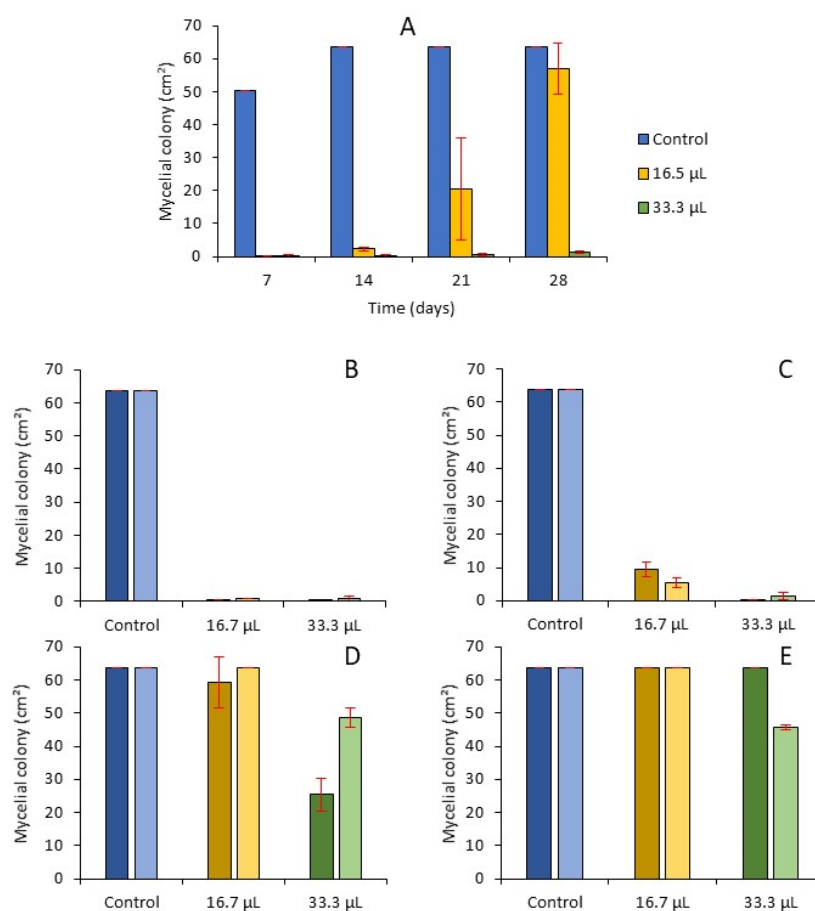 A
Mycelial colony (cm²)
70
60
50
40
30
20
10
0
7 14 21 28
Time (days)
Control
16.5 µL
33.3 µL
B
Mycelial colony (cm²)
70
60
50
40
30
20
10
0
Control 16.7 µL 33.3 µL
C
Mycelial colony (cm²)
70
60
50
40
30
20
10
0
Control 16.7 µL 33.3 µL
D
Mycelial colony (cm²)
70
60
50
40
30
20
10
0
Control 16.7 µL 33.3 µL
E
Mycelial colony (cm²)
70
60
50
40
30
20
10
0
Control 16.7 µL 33.3 µL